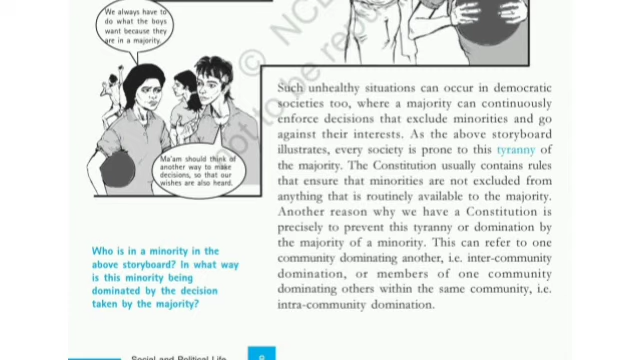 We always have to
do what the boys
want because they
are in a majority.
Ma'am should think of
another way to make
decisions, so that our
wishes are also heard.
Who is in a minority in the
above storyboard? In what way
is this minority being
dominated by the decision
taken by the majority?
Such unhealthy situations can occur in democratic
societies too, where a majority can continuously
enforce decisions that exclude minorities and go
against their interests. As the above storyboard
illustrates, every society is prone to this tyranny of
the majority. The Constitution usually contains rules
that ensure that minorities are not excluded from
anything that is routinely available to the majority.
Another reason why we have a Constitution is
precisely to prevent this tyranny or domination by
the majority of a minority. This can refer to one
community dominating another, i.e. inter-community
domination, or members of one community
dominating others within the same community, i.e.
intra-community domination.
Social and Political Life
8
© NCE
not to be repu